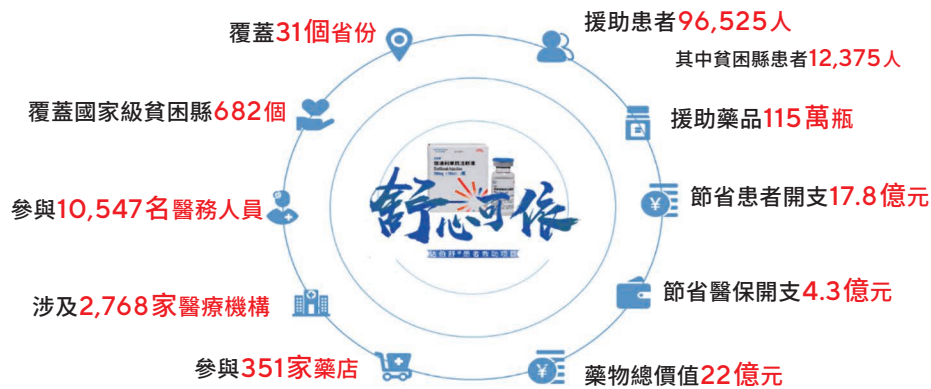 援助患者96,525人
覆蓋31個省份
其中貧困縣患者12,375人
覆蓋國家級貧困縣682個
援助藥品115萬瓶
參與10,547名醫務人員
節省患者開支17.8億元
舒心可依
涉及2,768家醫療機構
節省醫保開支4.3億元
參與351家藥店
藥物總價值22億元